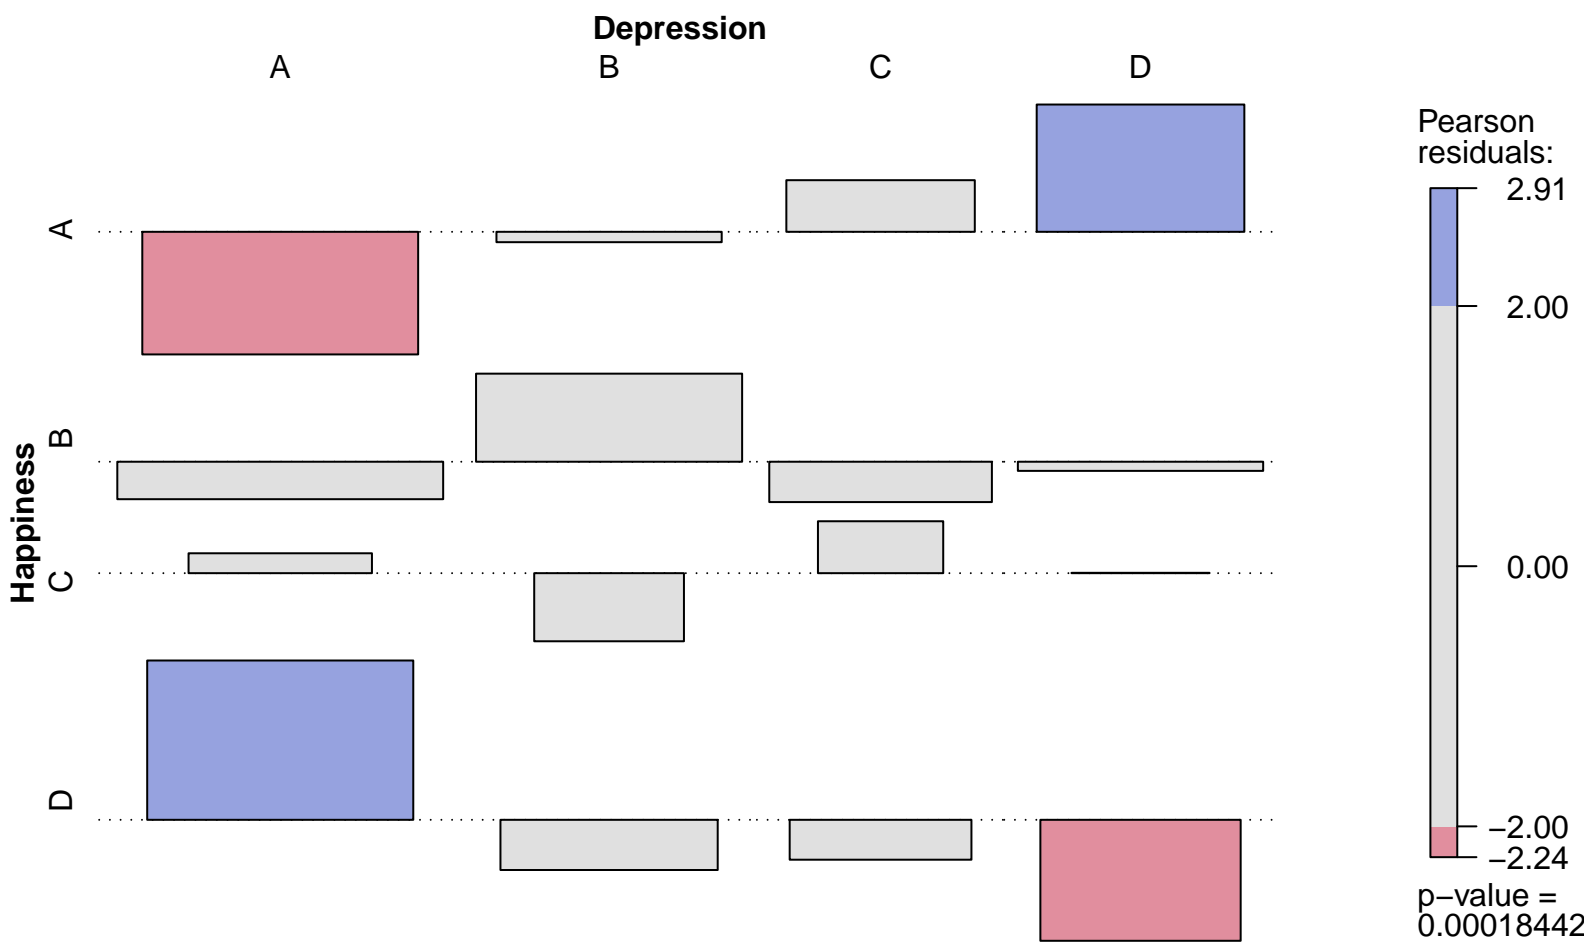 Depression
A B C D
Happiness
A
B
C
D
Pearson
residuals:
2.91
2.00
0.00
−2.00
−2.24
p−value =
0.00018442